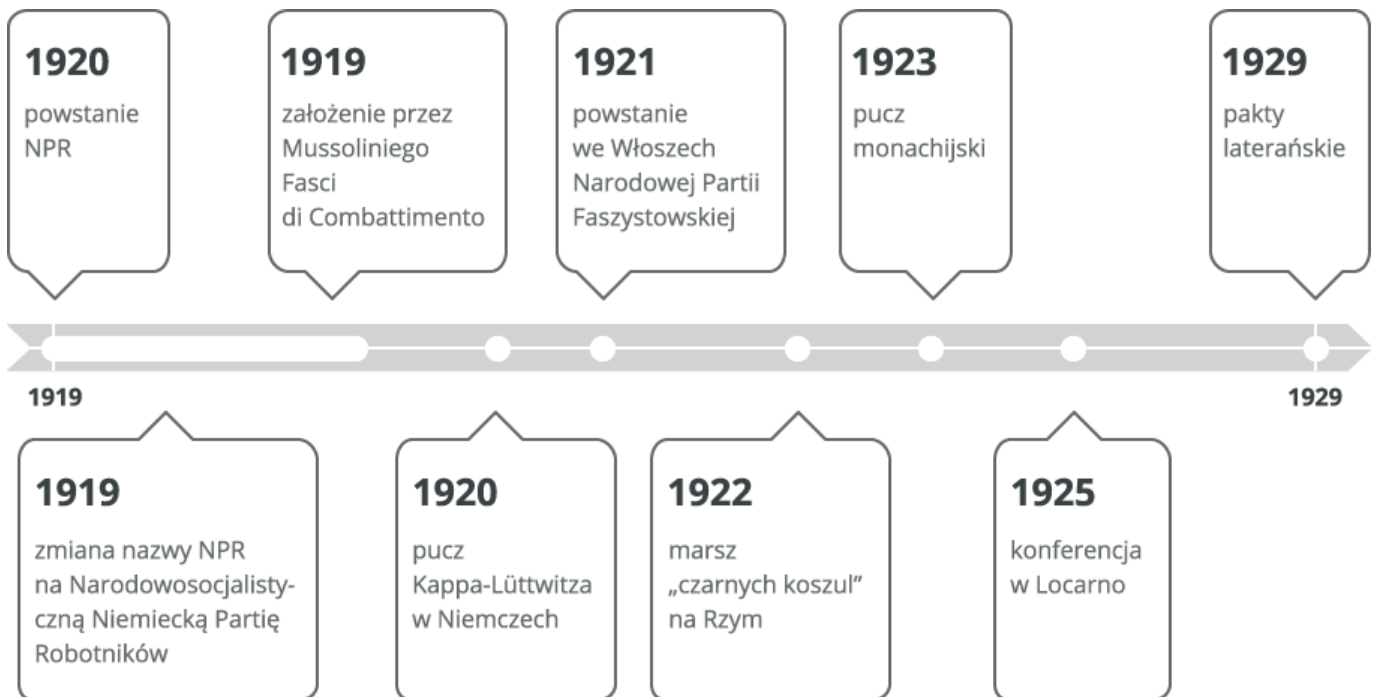 1920
powstanie
NPR
1919
założenie przez
Mussoliniego
Fasci
di Combattimento
1921
powstanie
we Włoszech
Narodowej Partii
Faszystowskiej
1923
pucz
monachijski
1929
pakty
laterańskie
1919
1929
1919
zmiana nazwy NPR
na Narodowosocjalisty-
czną Niemiecką Partię
Robotników
1920
pucz
Kappa-Lüttwitza
w Niemczech
1922
marsz
„czarnych koszul”
na Rzym
1925
konferencja
w Locarno